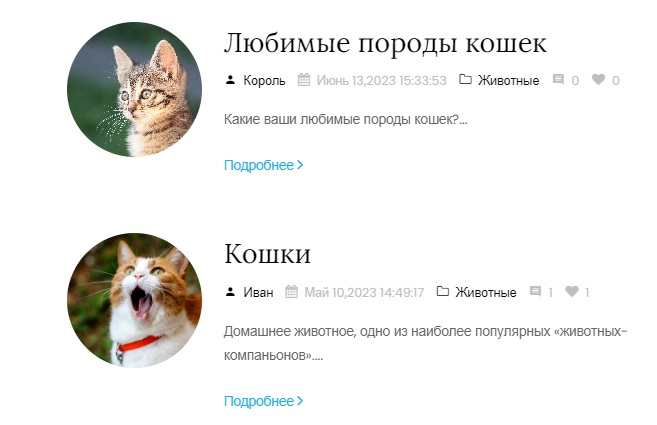 Любимые породы кошек
Король Июнь 13,2023 15:33:53 Животные 0 0
Какие ваши любимые породы кошек?...
Подробнее
Кошки
Иван Май 10,2023 14:49:17 Животные 1 1
Домашнее животное, одно из наиболее популярных «животных-
компаньонов»....
Подробнее